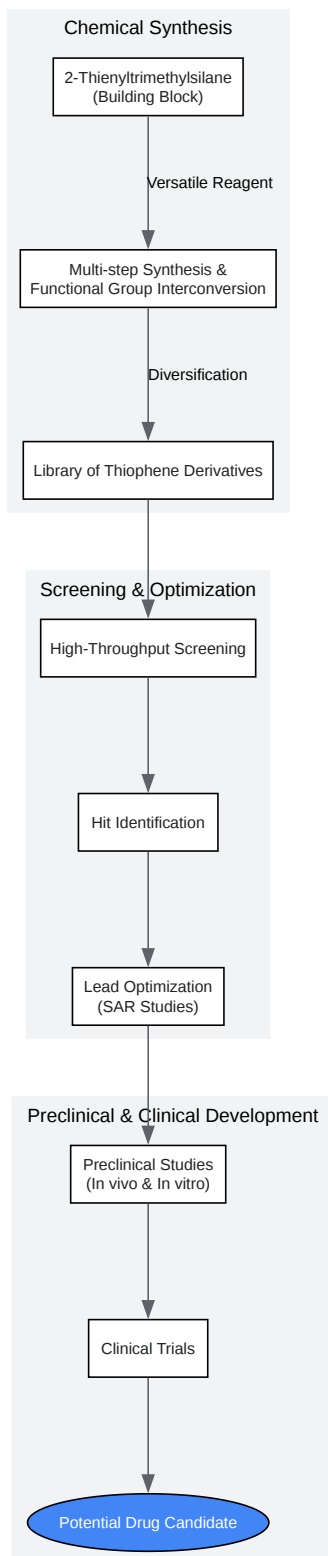 Chemical Synthesis
2-Thienyltrimethylsilane
(Building Block)
Versatile Reagent
Multi-step Synthesis &
Functional Group Interconversion
Diversification
Library of Thiophene Derivatives
Screening & Optimization
High-Throughput Screening
Hit Identification
Lead Optimization
(SAR Studies)
Preclinical & Clinical Development
Preclinical Studies
(In vivo & In vitro)
Clinical Trials
Potential Drug Candidate